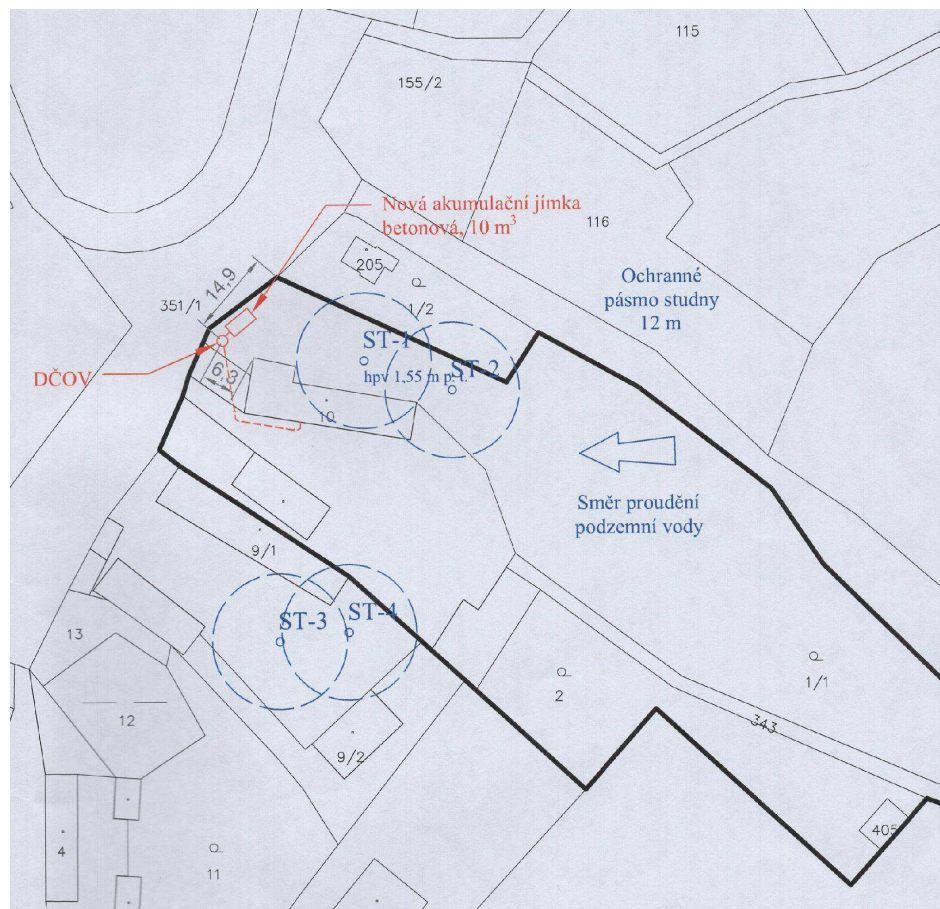 115
155/2
Nová akumulační jímka
betonová, 10 m³
116
205
Ochranné
pásmo studny
12 m
14,9
351/1
1/2
ST-1
ST-2
DČOV
6,3
hpv 1,55 m p. t.
10
Směr proudění
podzemní vody
9/1
ST-3
ST-4
13
1/1
2
12
343
9/2
405
4
11